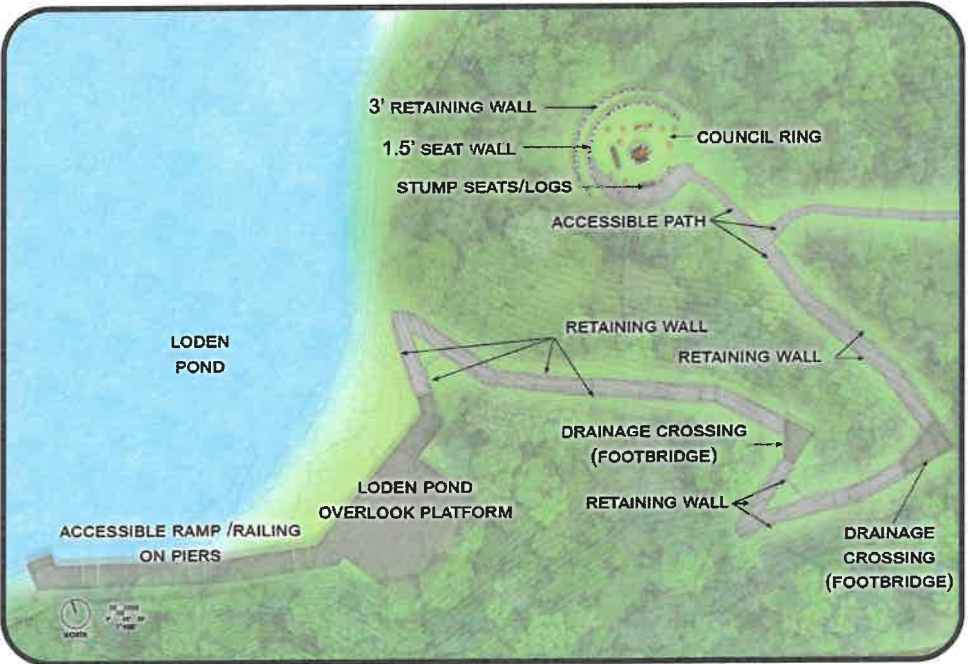 3' RETAINING WALL
COUNCIL RING
1.5' SEAT WALL
STUMP SEATS/LOGS
ACCESSIBLE PATH
RETAINING WALL
LODEN
POND
RETAINING WALL
DRAINAGE CROSSING
(FOOTBRIDGE)
LODEN POND
OVERLOOK PLATFORM
RETAINING WALL
ACCESSIBLE RAMP /RAILING
ON PIERS
DRAINAGE
CROSSING
(FOOTBRIDGE)
NORTH